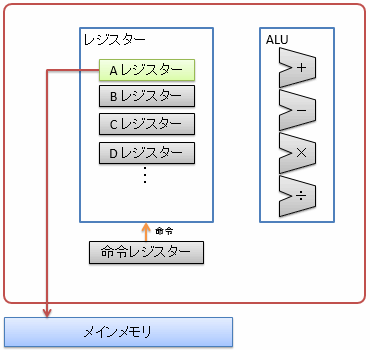 レジスター
ALU
A レジスター
B レジスター
C レジスター
D レジスター
⋮
+
−
×
÷
命令
命令レジスター
メインメモリ